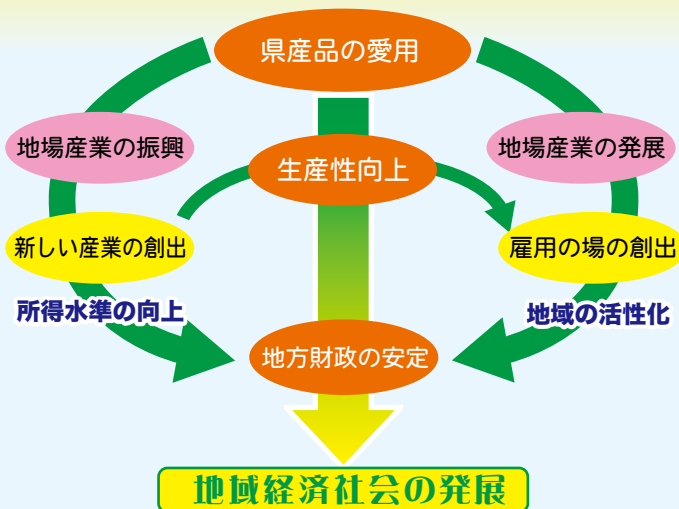 県産品の愛用
地場産業の振興
地場産業の発展
生産性向上
新しい産業の創出
雇用の場の創出
所得水準の向上
地域の活性化
地方財政の安定
地域経済社会の発展